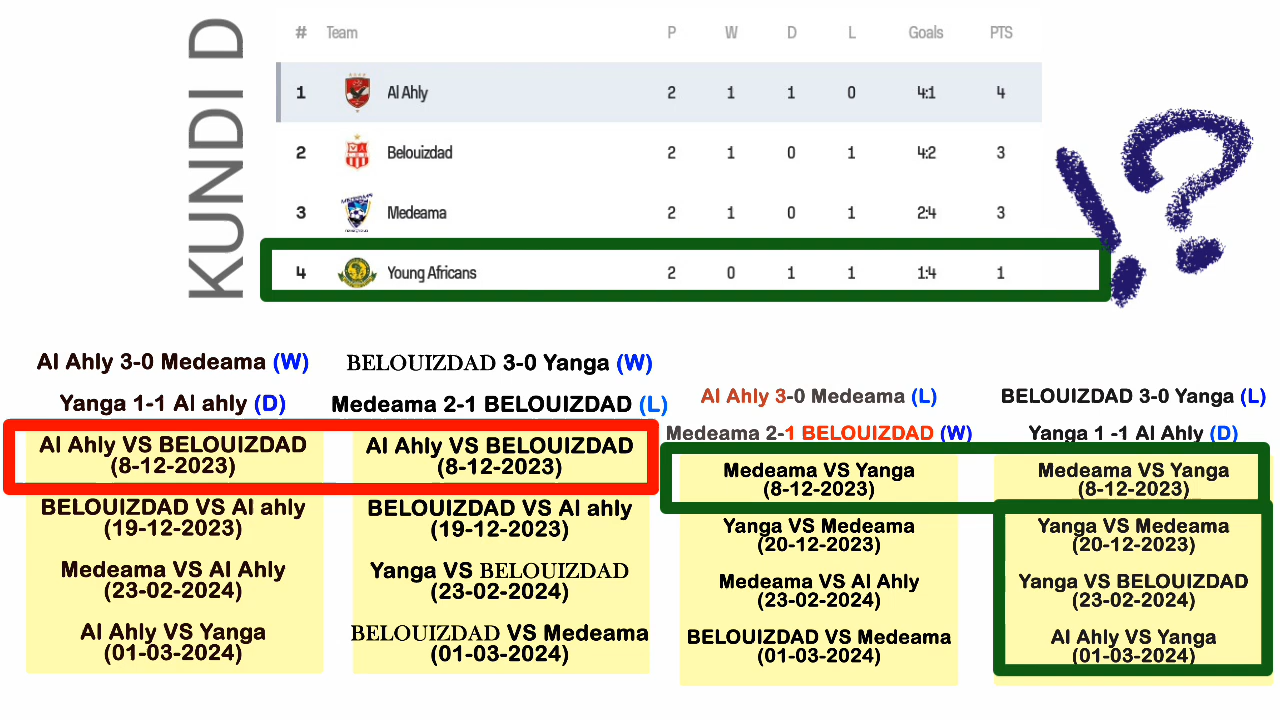 KUNDI D
# Team P W D L Goals PTS
1 Al Ahly 2 1 1 0 4:1 4
2 Belouizdad 2 1 0 1 4:2 3
3 Medeama 2 1 0 1 2:4 3
4 Young Africans 2 0 1 1 1:4 1
!?
Al Ahly 3-0 Medeama (W)
Yanga 1-1 Al ahly (D)
Al Ahly VS BELOUIZDAD
(8-12-2023)
BELOUIZDAD VS Al ahly
(19-12-2023)
Medeama VS Al Ahly
(23-02-2024)
Al Ahly VS Yanga
(01-03-2024)
BELOUIZDAD 3-0 Yanga (W)
Medeama 2-1 BELOUIZDAD (L)
Al Ahly VS BELOUIZDAD
(8-12-2023)
BELOUIZDAD VS Al ahly
(19-12-2023)
Yanga VS BELOUIZDAD
(23-02-2024)
BELOUIZDAD VS Medeama
(01-03-2024)
Al Ahly 3-0 Medeama (L)
Medeama 2-1 BELOUIZDAD (W)
Medeama VS Yanga
(8-12-2023)
Yanga VS Medeama
(20-12-2023)
Medeama VS Al Ahly
(23-02-2024)
BELOUIZDAD VS Medeama
(01-03-2024)
BELOUIZDAD 3-0 Yanga (L)
Yanga 1 -1 Al Ahly (D)
Medeama VS Yanga
(8-12-2023)
Yanga VS Medeama
(20-12-2023)
Yanga VS BELOUIZDAD
(23-02-2024)
Al Ahly VS Yanga
(01-03-2024)